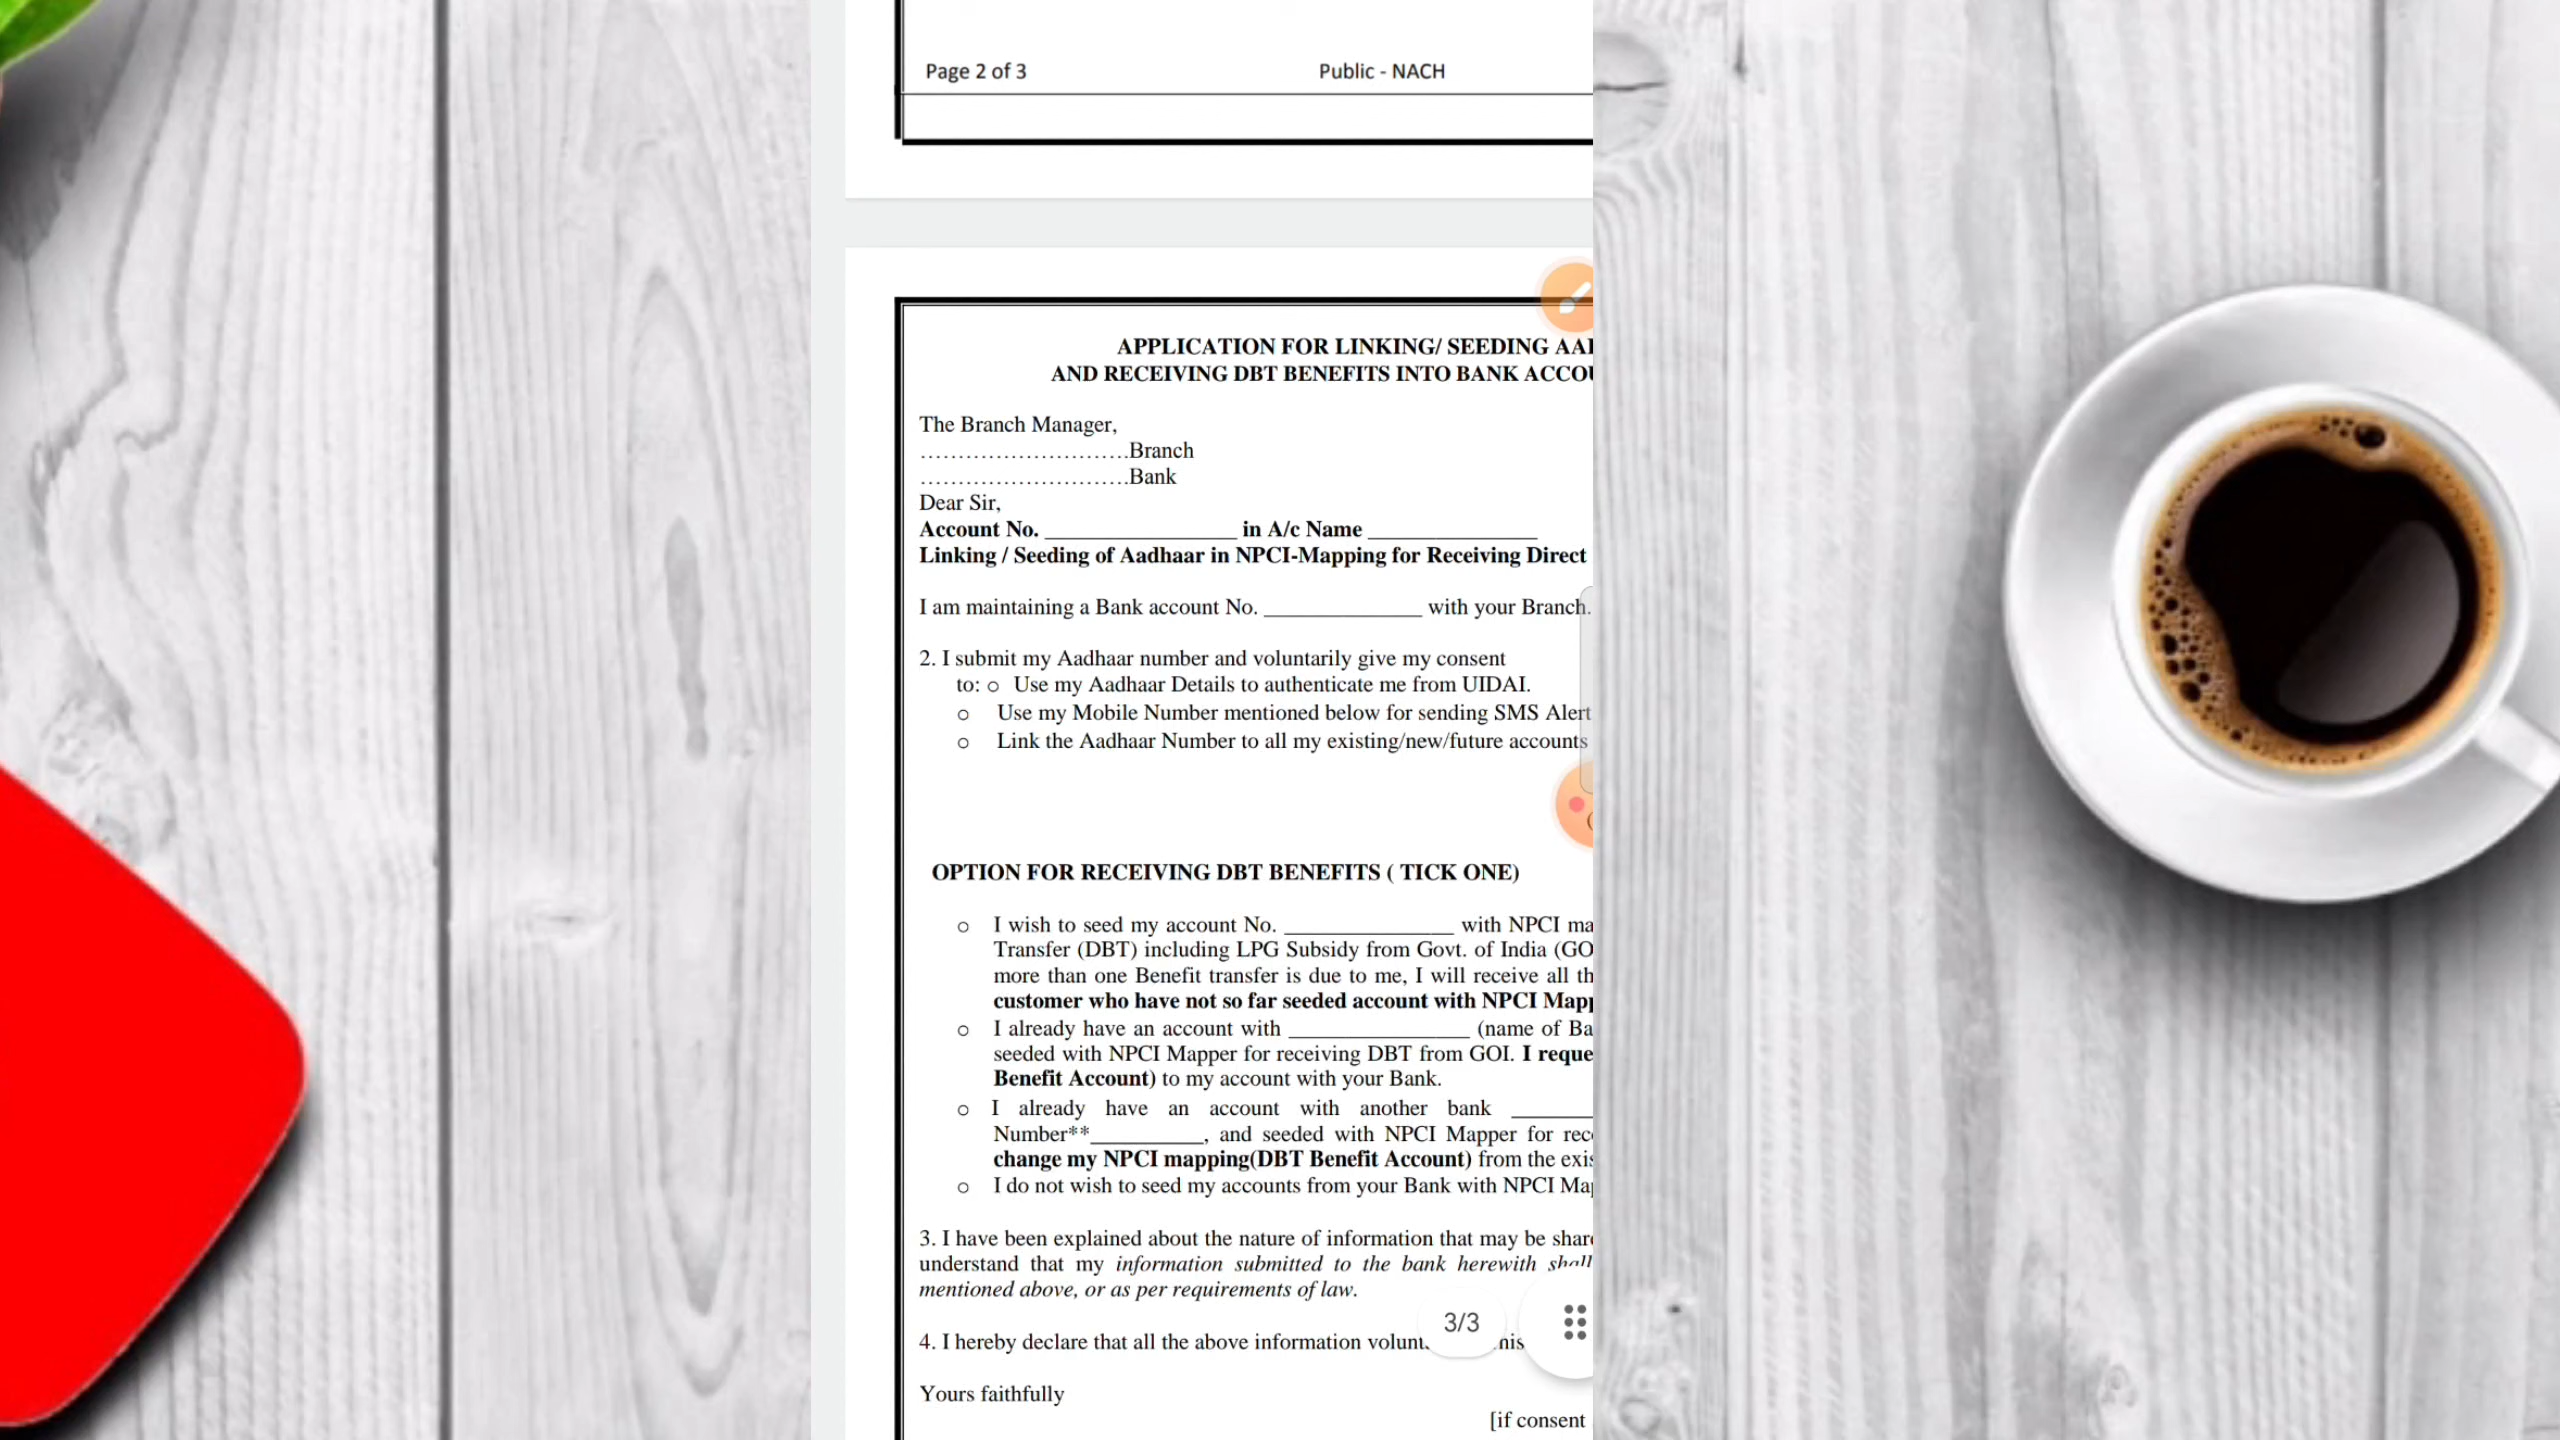 Page 2 of 3 Public - NACH
APPLICATION FOR LINKING/ SEEDING
AND RECEIVING DBT BENEFITS INTO BANK
The Branch Manager,
………………………Branch
………………………Bank
Dear Sir,
Account No. _________________ in A/c Name _______________
Linking / Seeding of Aadhaar in NPCI-Mapping for Receiving Direct
I am maintaining a Bank account No. ______________ with your Branch.
2. I submit my Aadhaar number and voluntarily give my consent
to: o Use my Aadhaar Details to authenticate me from UIDAI.
o Use my Mobile Number mentioned below for sending SMS Alert
o Link the Aadhaar Number to all my existing/new/future accounts
OPTION FOR RECEIVING DBT BENEFITS ( TICK ONE)
o I wish to seed my account No. _______________ with NPCI
Transfer (DBT) including LPG Subsidy from Govt. of India
more than one Benefit transfer is due to me, I will receive all
customer who have not so far seeded account with NPCI
o I already have an account with ________________ (name of
seeded with NPCI Mapper for receiving DBT from GOI. I
Benefit Account) to my account with your Bank.
o I already have an account with another bank _______
Number**__________, and seeded with NPCI Mapper for
change my NPCI mapping(DBT Benefit Account) from the
o I do not wish to seed my accounts from your Bank with NPCI
3. I have been explained about the nature of information that may be
understand that my information submitted to the bank herewith shall
mentioned above, or as per requirements of law.
3/3
4. I hereby declare that all the above information
Yours faithfully
[if consent